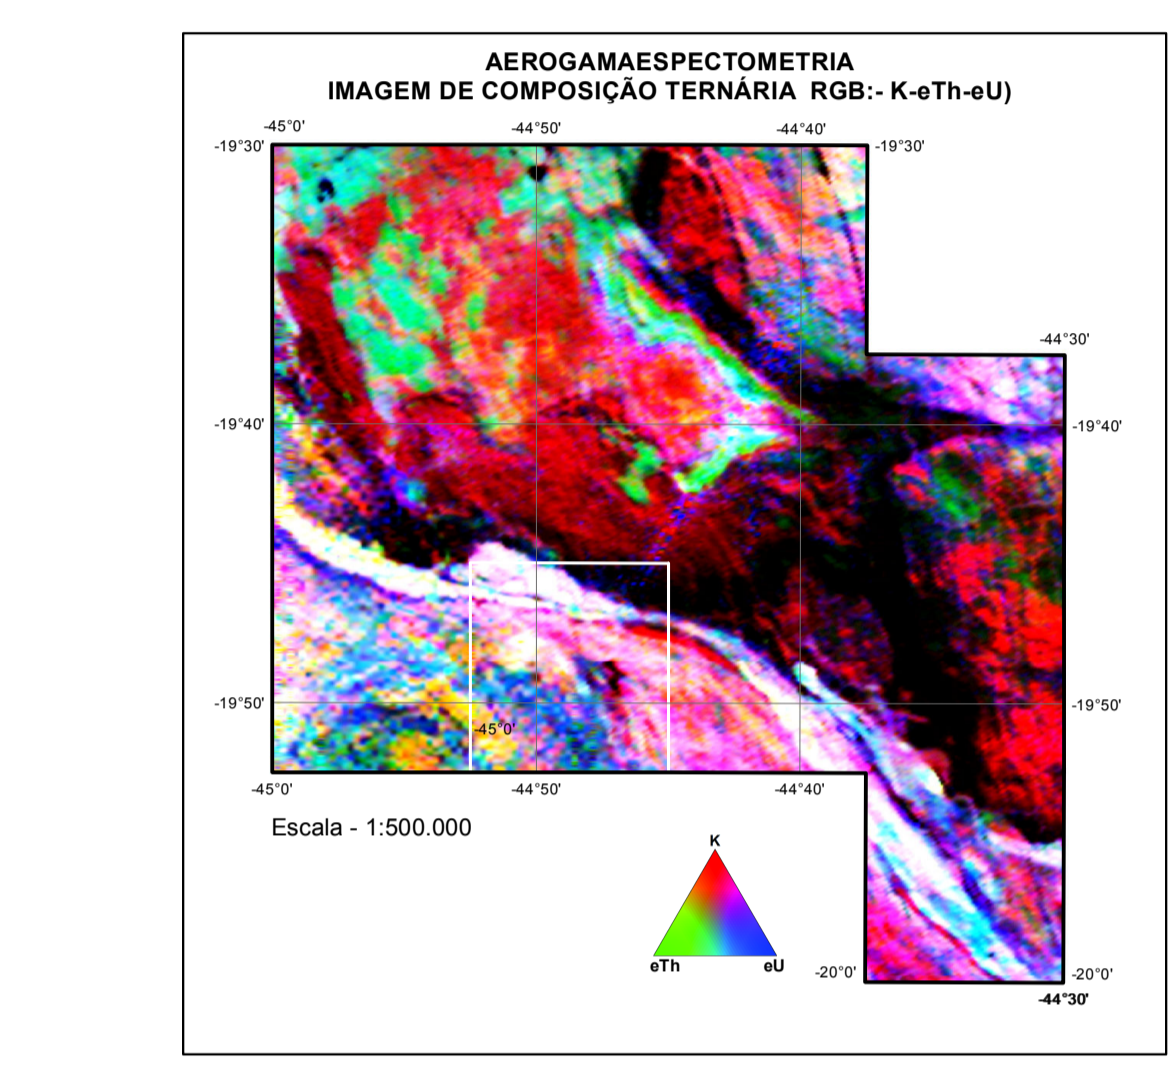 AEROGAMAESPECTOMETRIA
IMAGEM DE COMPOSIÇÃO TERNÁRIA RGB:- K-eTh-eU)
-45°0'
-44°50'
-44°40'
-19°30'
-19°30'
-44°30'
-19°40'
-19°40'
-19°50'
-19°50'
-45°0'
-45°0'
-44°50'
-44°40'
Escala - 1:500.000
K
eTh
eU
-20°0'
-20°0'
-44°30'